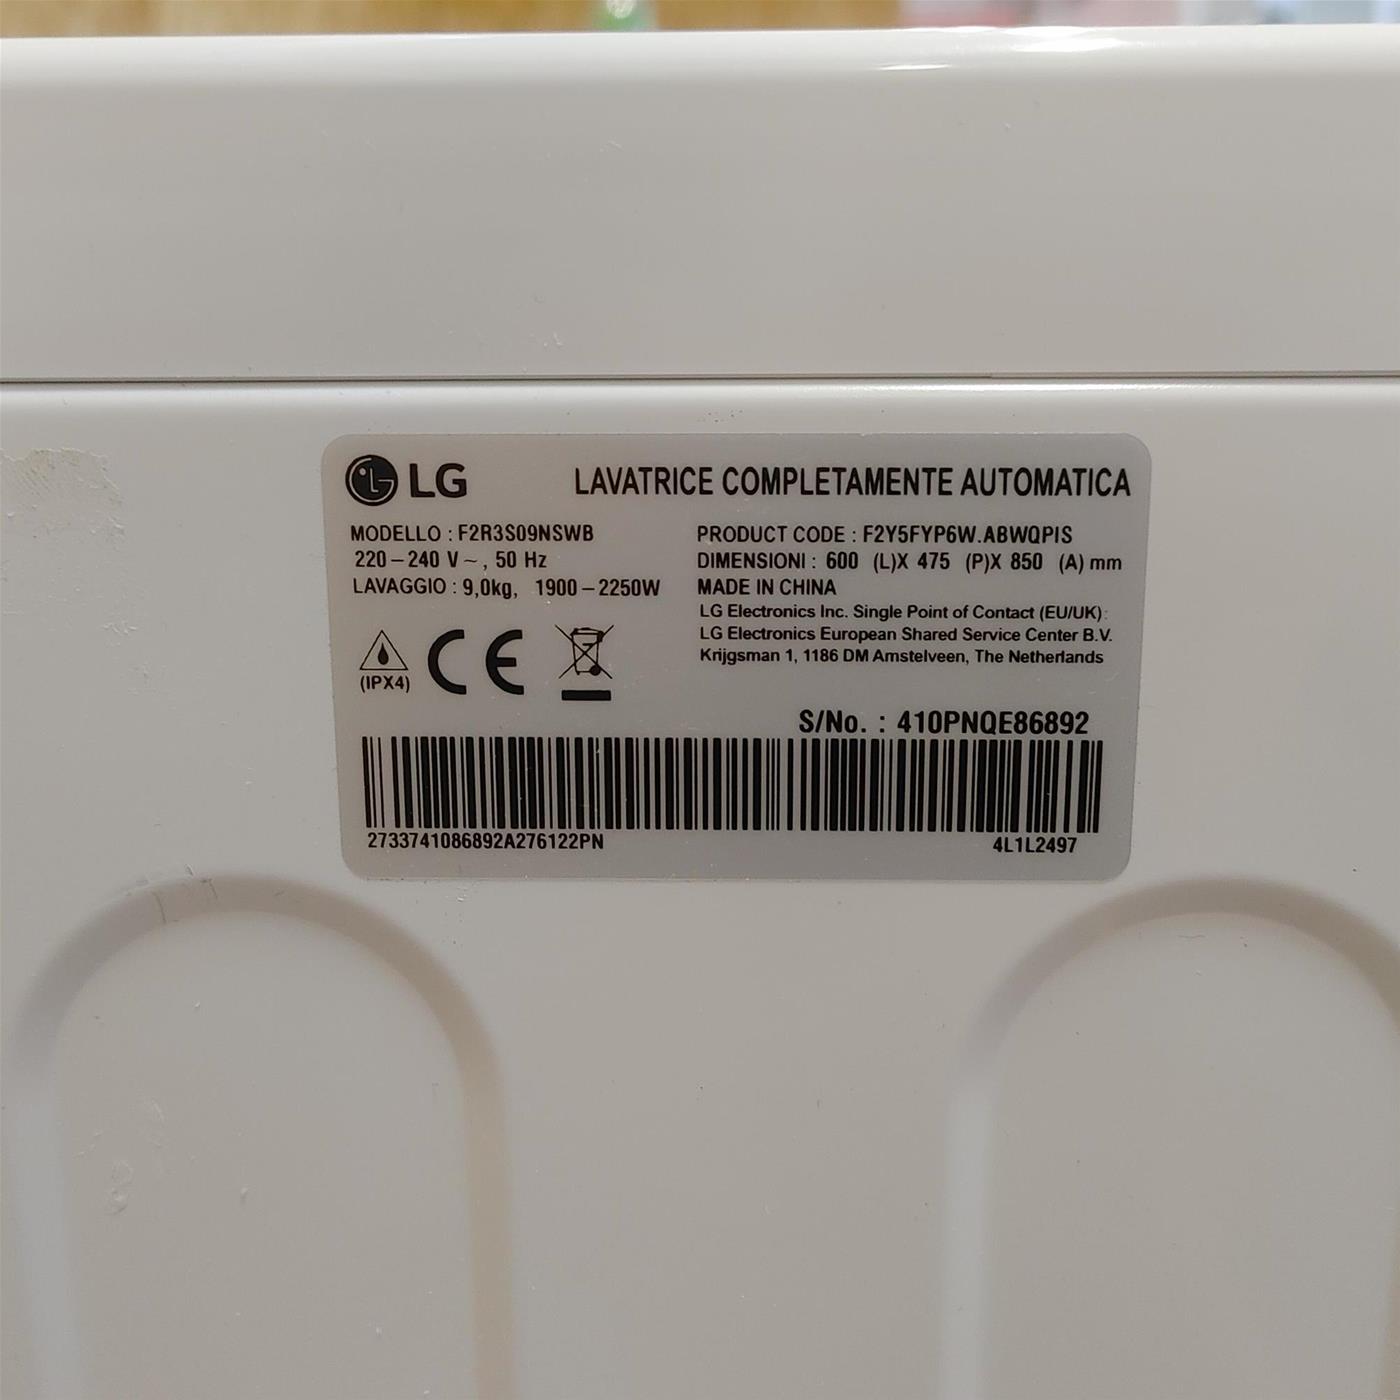 LG LAVATRICE COMPLETAMENTE AUTOMATICA
MODELLO : F2R3S09NSWB
220–240 V~, 50 Hz
LAVAGGIO : 9,0kg, 1900–2250W
(IPX4)
CE
PRODUCT CODE : F2Y5FYP6W.ABWQPIS
DIMENSIONI : 600 (L)X 475 (P)X 850 (A) mm
MADE IN CHINA
LG Electronics Inc. Single Point of Contact (EU/UK):
LG Electronics European Shared Service Center B.V.
Krijgsman 1, 1186 DM Amstelveen, The Netherlands
S/No. : 410PNQE86892
2733741086892A276122PN 4L1L2497